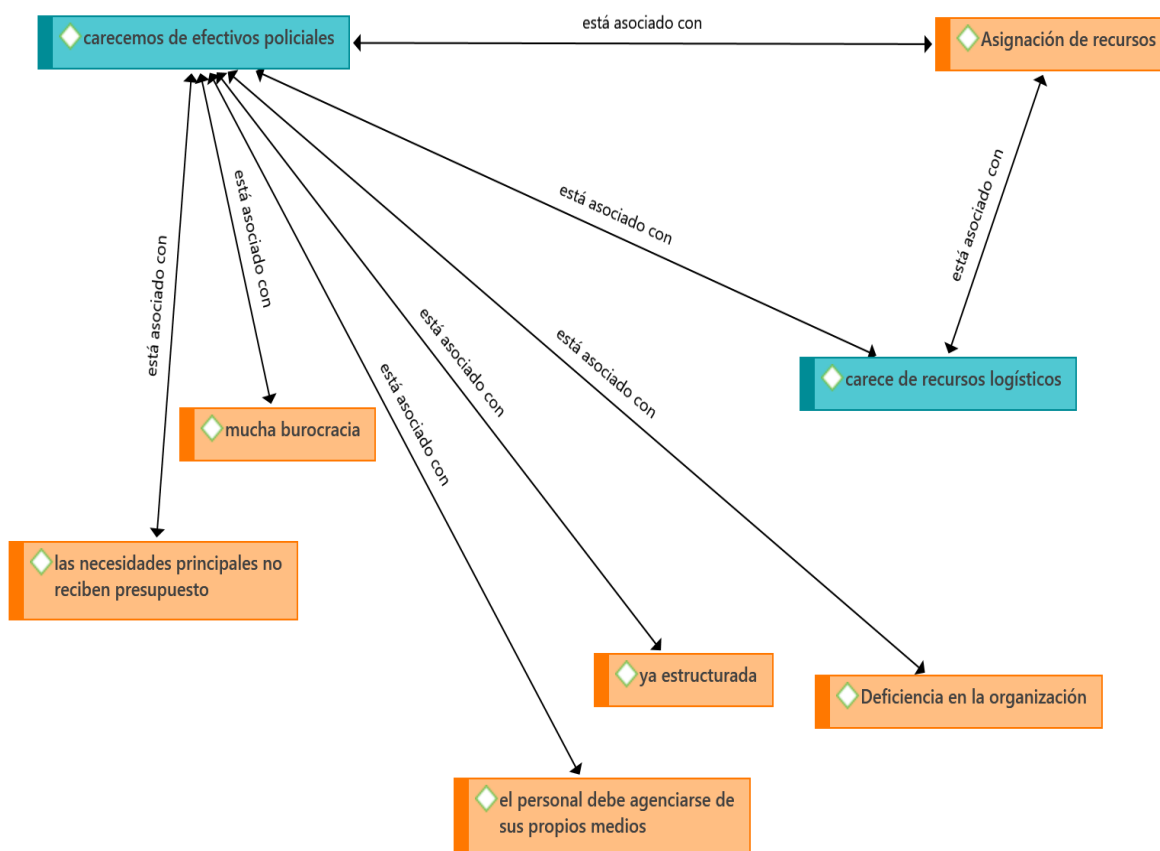 está asociado con
carecemos de efectivos policiales
Asignación de recursos
está asociado con
está asociado con
está asociado con
está asociado con
está asociado con
está asociado con
está asociado con
carece de recursos logísticos
mucha burocracia
las necesidades principales no
reciben presupuesto
ya estructurada
Deficiencia en la organización
el personal debe agenciarse de
sus propios medios